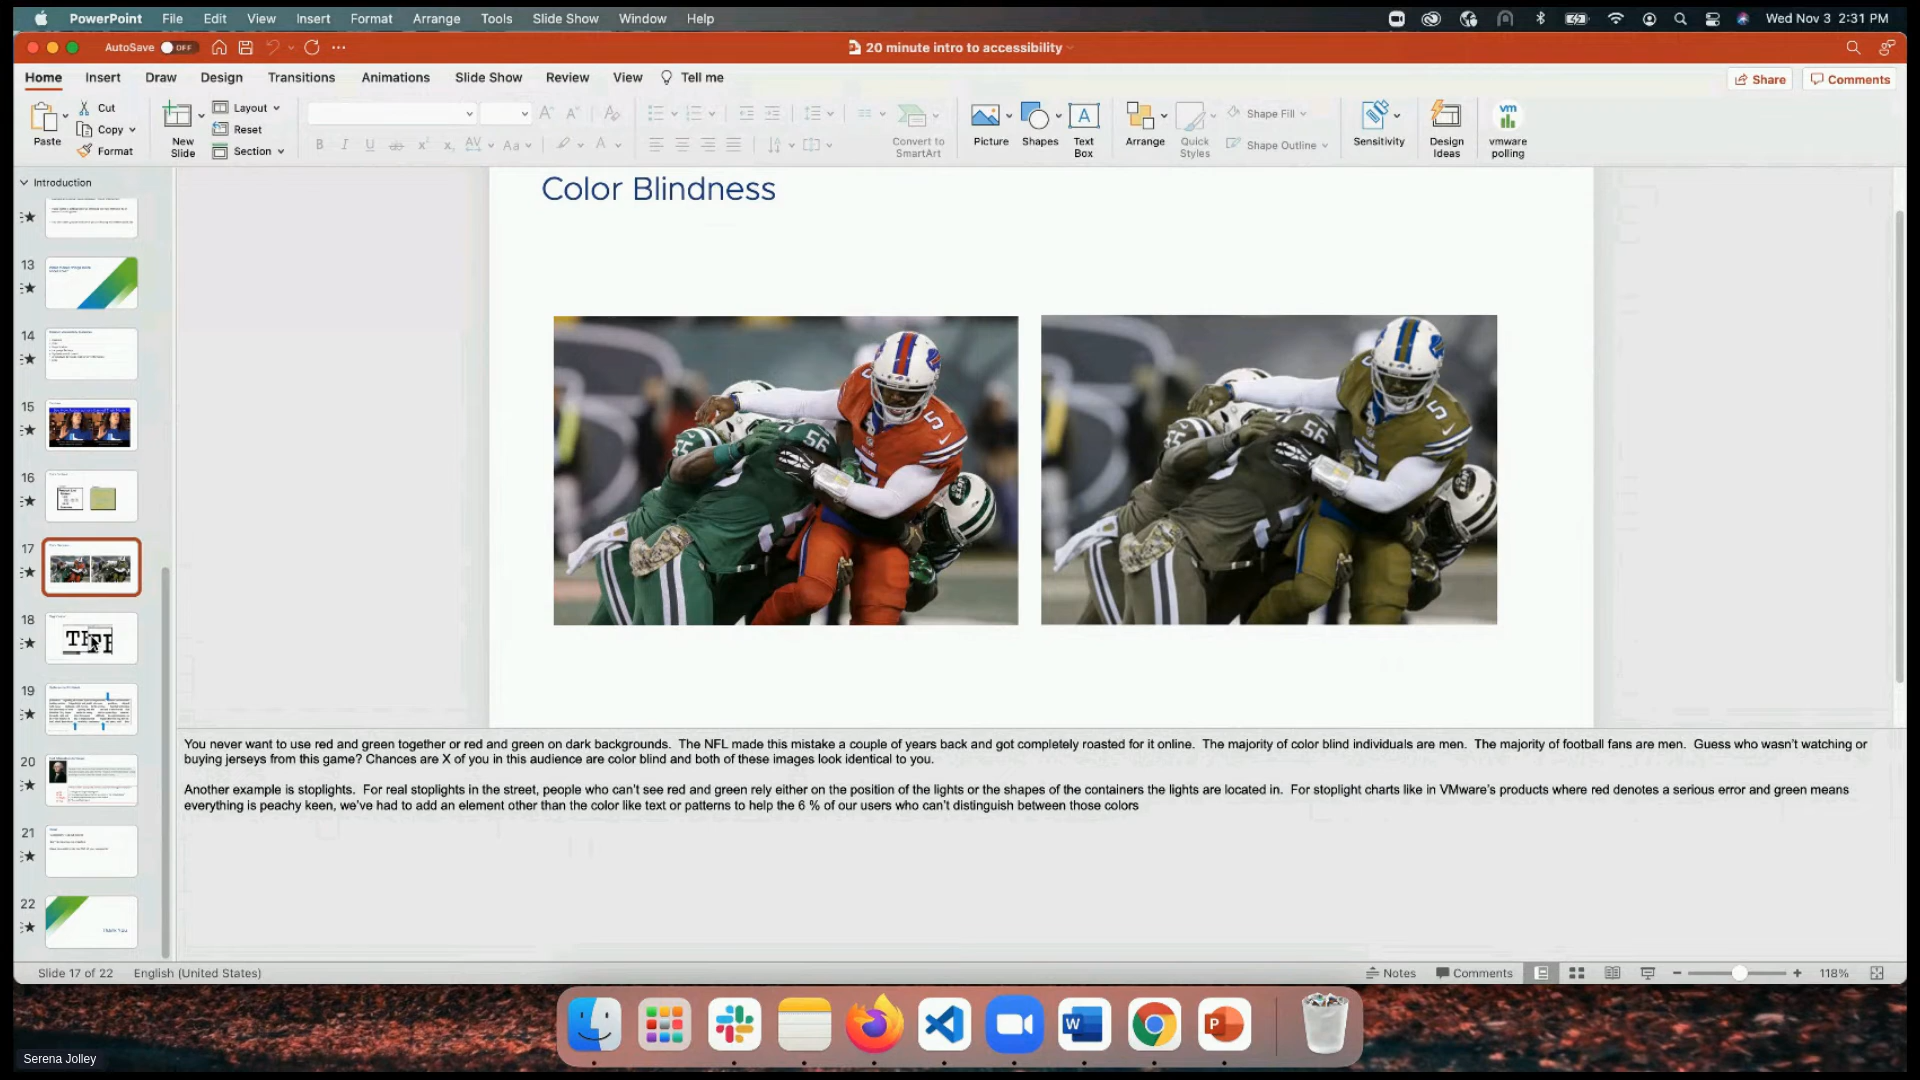 PowerPoint File Edit View Insert Format Arrange Tools Slide Show Window Help Wed Nov 3 2:31 PM
AutoSave OFF 20 minute intro to accessibility
Home Insert Draw Design Transitions Animations Slide Show Review View Tell me Share Comments
Paste Cut Copy Format New Slide Layout Reset Section Convert to SmartArt Picture Shapes Text Box Arrange Quick Styles Shape Fill Shape Outline Sensitivity Design Ideas vm vmware polling
Introduction
13
14
15
16
17
18
19
20
21
22
Thank You
Color Blindness
56
5
56
5
You never want to use red and green together or red and green on dark backgrounds.  The NFL made this mistake a couple of years back and got completely roasted for it online.  The majority of color blind individuals are men.  The majority of football fans are men.  Guess who wasn't watching or
buying jerseys from this game? Chances are X of you in this audience are color blind and both of these images look identical to you.
Another example is stoplights.  For real stoplights in the street, people who can't see red and green rely either on the position of the lights or the shapes of the containers the lights are located in.  For stoplight charts like in VMware's products where red denotes a serious error and green means
everything is peachy keen, we've had to add an element other than the color like text or patterns to help the 6 % of our users who can't distinguish between those colors
Slide 17 of 22 English (United States) Notes Comments 118%
Serena Jolley